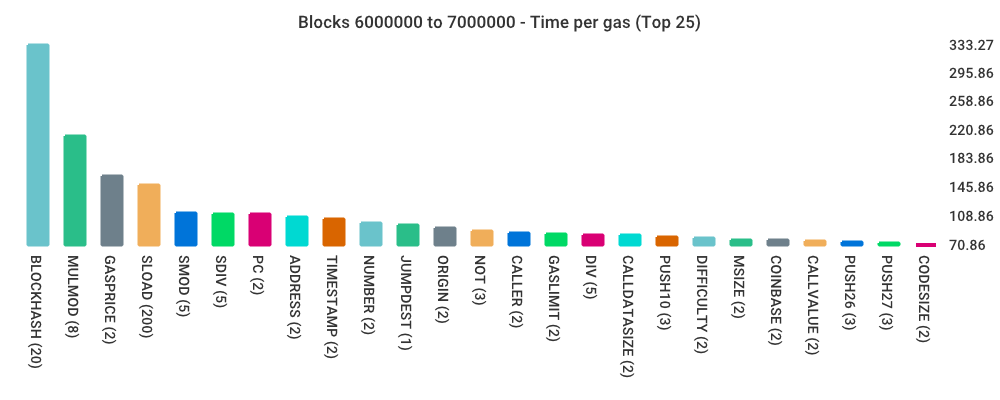 Blocks 6000000 to 7000000 - Time per gas (Top 25)
333.27
295.86
258.86
220.86
183.86
145.86
108.86
70.86
BLOCKHASH (20)
MULMOD (8)
GASPRICE (2)
SLOAD (200)
SMOD (5)
SDIV (5)
PC (2)
ADDRESS (2)
TIMESTAMP (2)
NUMBER (2)
JUMPDEST (1)
ORIGIN (2)
NOT (3)
CALLER (2)
GASLIMIT (2)
DIV (5)
CALLDATASIZE (2)
PUSH10 (3)
DIFFICULTY (2)
MSIZE (2)
COINBASE (2)
CALLVALUE (2)
PUSH26 (3)
PUSH27 (3)
CODESIZE (2)